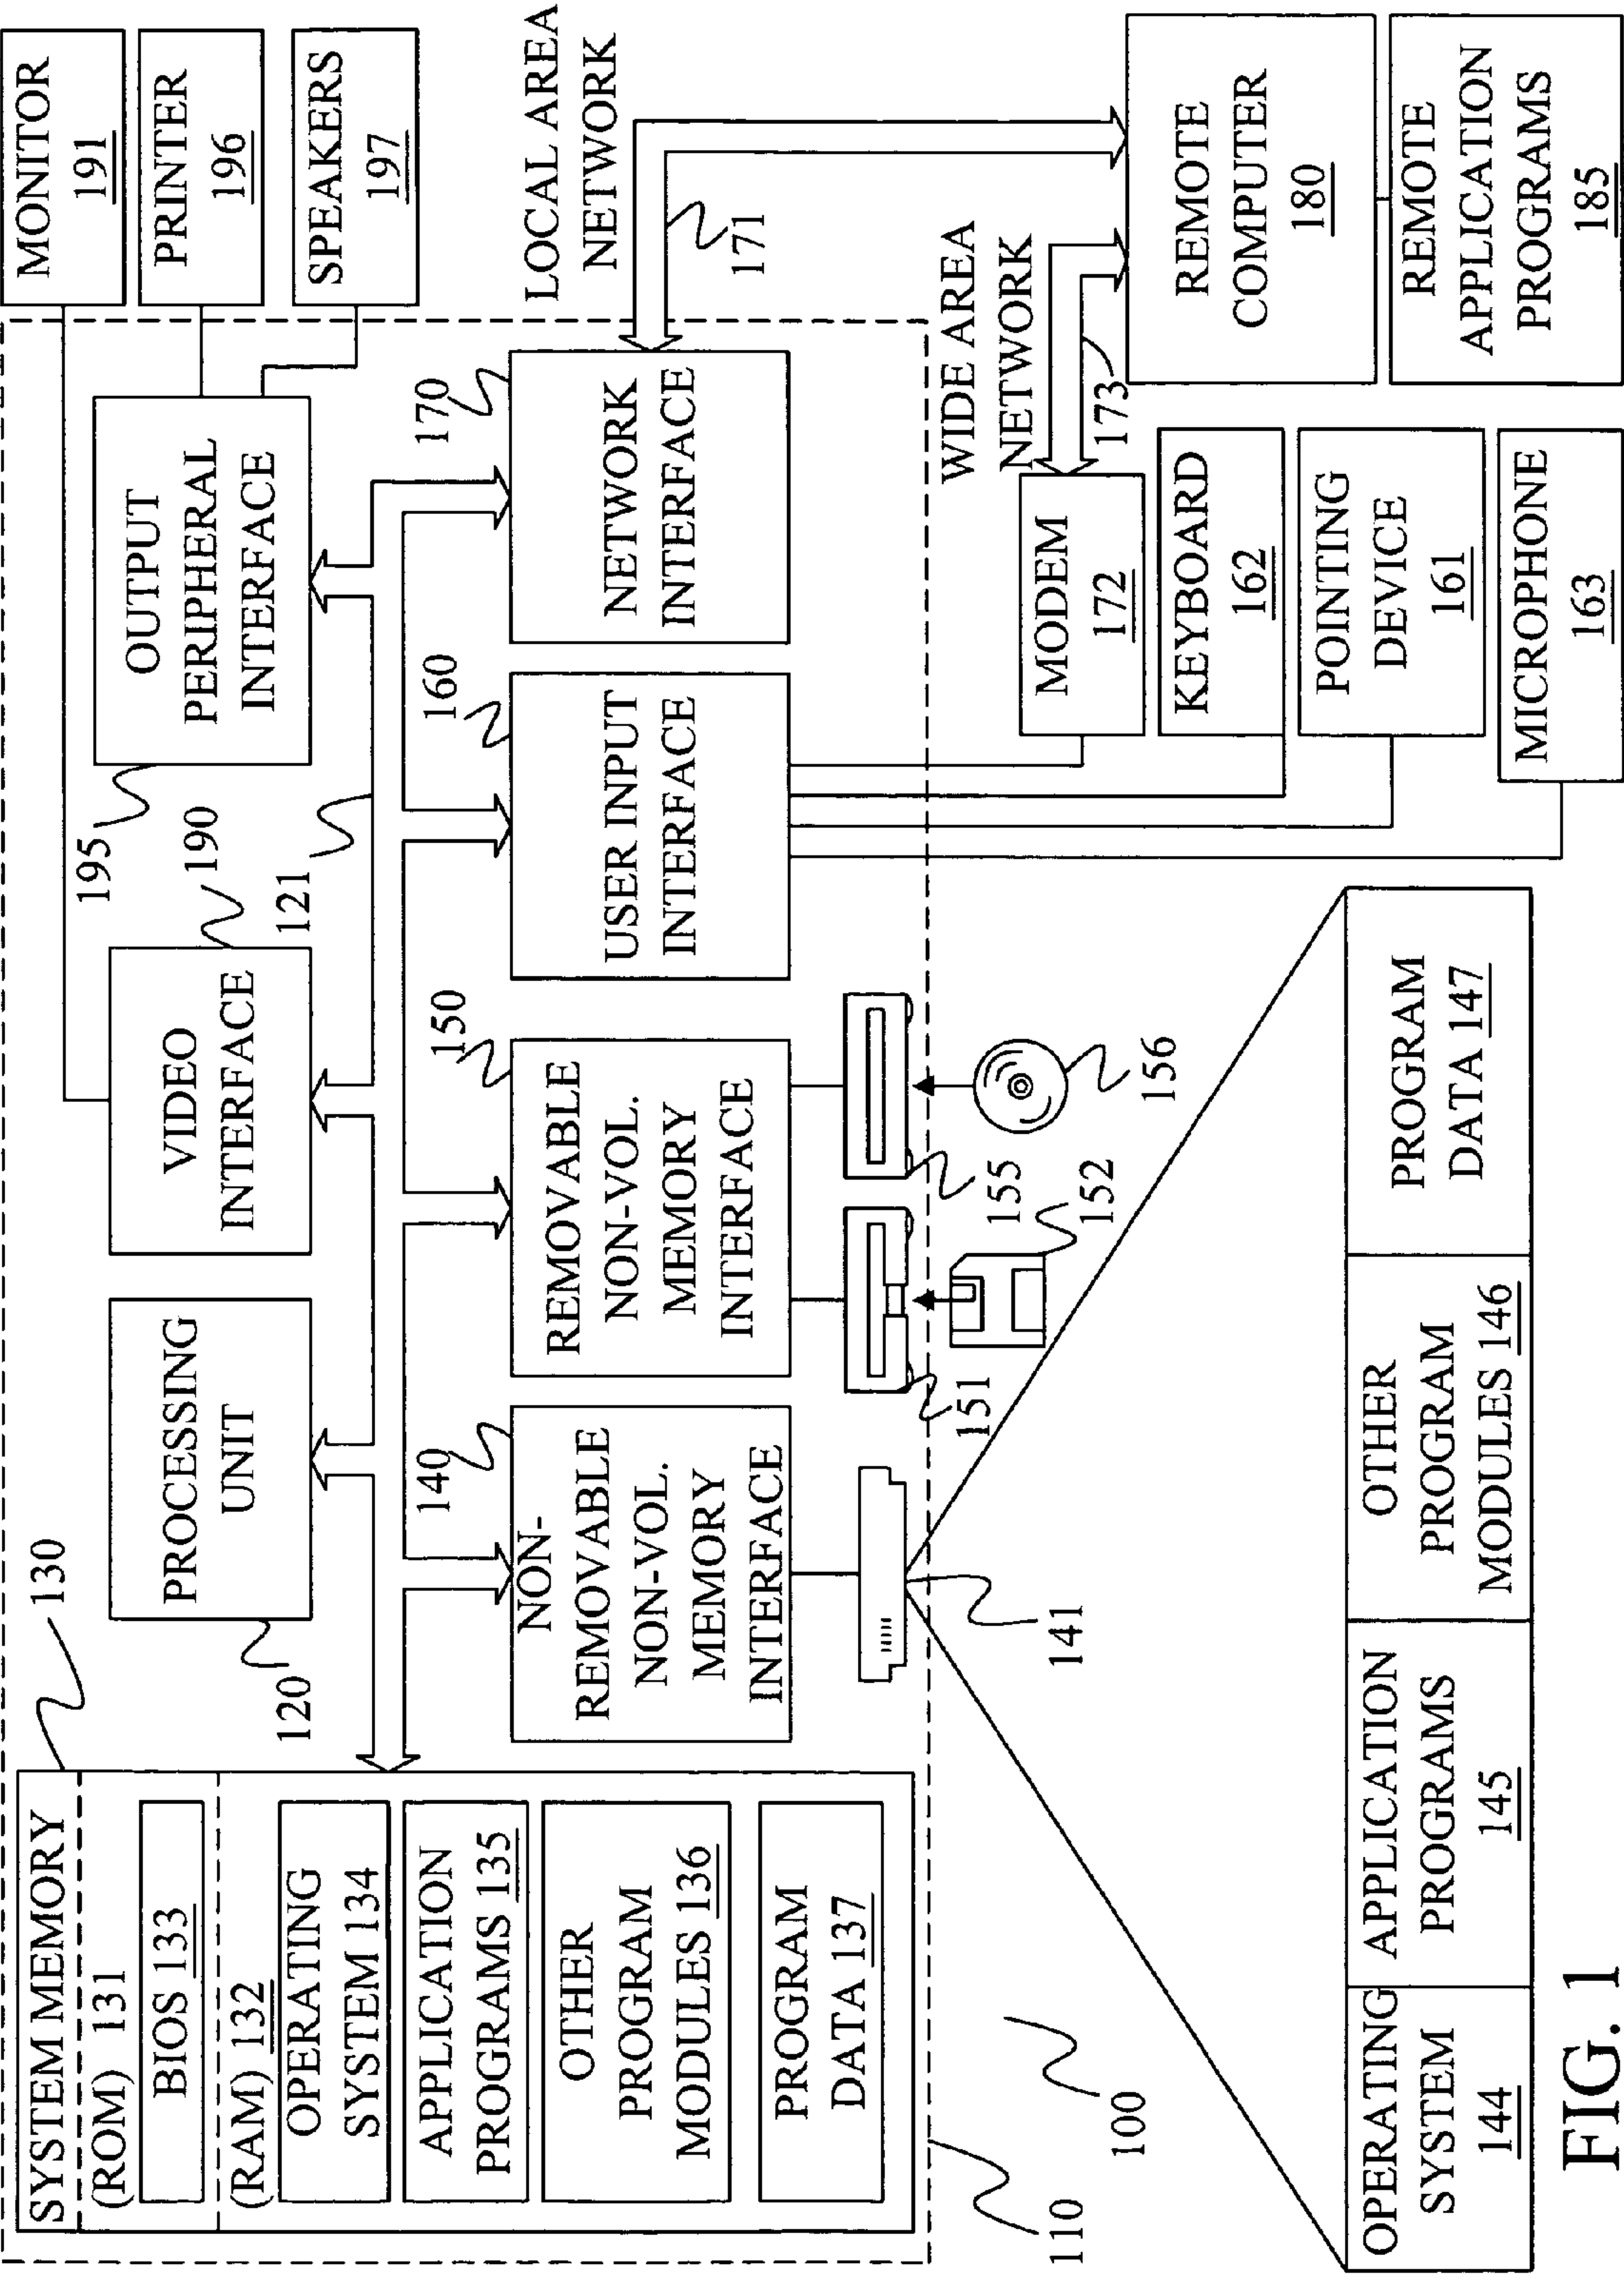 SYSTEM MEMORY
(ROM) 131
BIOS 133
(RAM) 132
OPERATING
SYSTEM 134
APPLICATION
PROGRAMS 135
OTHER
PROGRAM
MODULES 136
PROGRAM
DATA 137
130
PROCESSING
UNIT
120
VIDEO
INTERFACE
190
121
OUTPUT
PERIPHERAL
INTERFACE
195
MONITOR
191
PRINTER
196
SPEAKERS
197
140
NON-
REMOVABLE
NON-VOL.
MEMORY
INTERFACE
150
REMOVABLE
NON-VOL.
MEMORY
INTERFACE
160
USER INPUT
INTERFACE
170
NETWORK
INTERFACE
LOCAL AREA
NETWORK
171
141
151
152
155
156
WIDE AREA
NETWORK
173
MODEM
172
KEYBOARD
162
POINTING
DEVICE
161
MICROPHONE
163
REMOTE
COMPUTER
180
REMOTE
APPLICATION
PROGRAMS
185
110
100
OPERATING
SYSTEM
144
APPLICATION
PROGRAMS
145
OTHER
PROGRAM
MODULES 146
PROGRAM
DATA 147
FIG. 1